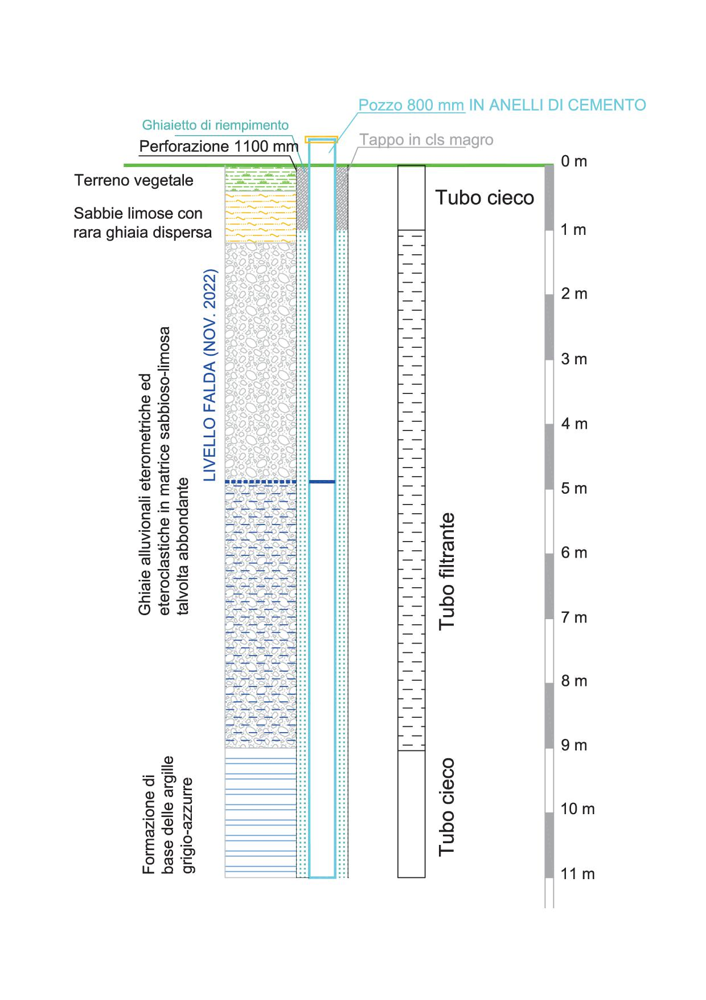 Pozzo 800 mm IN ANELLI DI CEMENTO
Ghiaietto di riempimento
Tappo in cls magro
Perforazione 1100 mm
0 m
Terreno vegetale
Tubo cieco
Sabbie limose con
rara ghiaia dispersa
1 m
LIVELLO FALDA (NOV. 2022)
2 m
3 m
4 m
Ghiaie alluvionali eterometriche ed
eteroclastiche in matrice sabbioso-limosa
talvolta abbondante
5 m
Tubo filtrante
6 m
7 m
8 m
9 m
Formazione di
base delle argille
grigio-azzurre
Tubo cieco
10 m
11 m